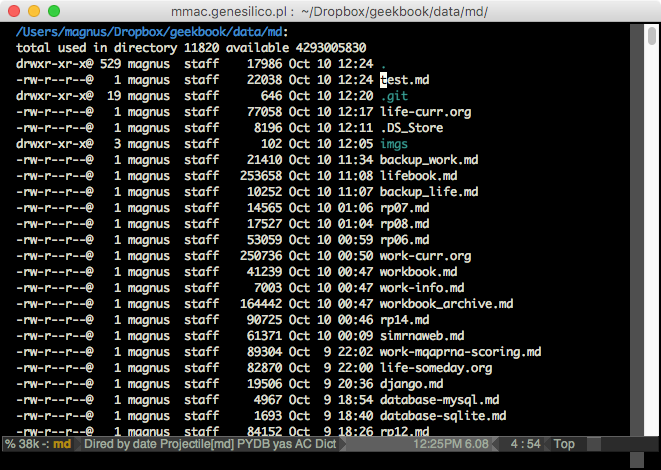 mmac.genesilico.pl : ~/Dropbox/geekbook/data/md/
/Users/magnus/Dropbox/geekbook/data/md:
total used in directory 11820 available 4293005830
drwxr-xr-x@ 529 magnus  staff   17986 Oct 10 12:24 .
-rw-r--r--@   1 magnus  staff   22038 Oct 10 12:24 test.md
drwxr-xr-x@  19 magnus  staff     646 Oct 10 12:20 .git
-rw-r--r--@   1 magnus  staff   77058 Oct 10 12:17 life-curr.org
-rw-r--r--@   1 magnus  staff    8196 Oct 10 12:11 .DS_Store
drwxr-xr-x@   3 magnus  staff     102 Oct 10 12:05 imgs
-rw-r--r--@   1 magnus  staff   21410 Oct 10 11:34 backup_work.md
-rw-r--r--@   1 magnus  staff  253658 Oct 10 11:08 lifebook.md
-rw-r--r--@   1 magnus  staff   10252 Oct 10 11:07 backup_life.md
-rw-r--r--@   1 magnus  staff   14565 Oct 10 01:06 rp07.md
-rw-r--r--@   1 magnus  staff   17527 Oct 10 01:04 rp08.md
-rw-r--r--@   1 magnus  staff   53059 Oct 10 00:59 rp06.md
-rw-r--r--@   1 magnus  staff  250736 Oct 10 00:50 work-curr.org
-rw-r--r--@   1 magnus  staff   41239 Oct 10 00:47 workbook.md
-rw-r--r--@   1 magnus  staff    7003 Oct 10 00:47 work-info.md
-rw-r--r--@   1 magnus  staff  164442 Oct 10 00:47 workbook_archive.md
-rw-r--r--@   1 magnus  staff   90725 Oct 10 00:46 rp14.md
-rw-r--r--@   1 magnus  staff   61371 Oct 10 00:09 simrnaweb.md
-rw-r--r--@   1 magnus  staff   89304 Oct  9 22:02 work-mqaprna-scoring.md
-rw-r--r--@   1 magnus  staff   82870 Oct  9 22:00 life-someday.org
-rw-r--r--@   1 magnus  staff   19506 Oct  9 20:36 django.md
-rw-r--r--@   1 magnus  staff    4967 Oct  9 18:54 database-mysql.md
-rw-r--r--@   1 magnus  staff    1693 Oct  9 18:40 database-sqlite.md
-rw-r--r--@   1 magnus  staff   84152 Oct  9 18:26 rp12.md
% 38k -: md  Dired by date Projectile[md] PYDB yas AC Dict  12:25PM 6.08  4 : 54  Top